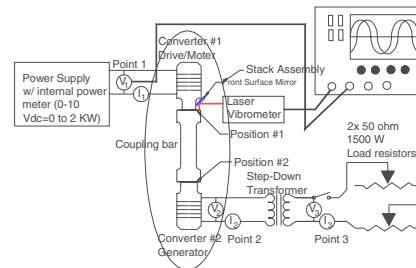 Converter #1
Drive/Moter
Point 1
Stack Assembly
Front Surface Mirror
Power Supply
w/ internal power
meter (0-10
Vdc=0 to 2 KW)
V1
I1
Laser
Vibrometer
Position #1
Coupling bar
Position #2
Step-Down
Transformer
2x 50 ohm
1500 W
Load resistors
V2
V3
I2
I3
Converter #2
Generator
Point 2
Point 3